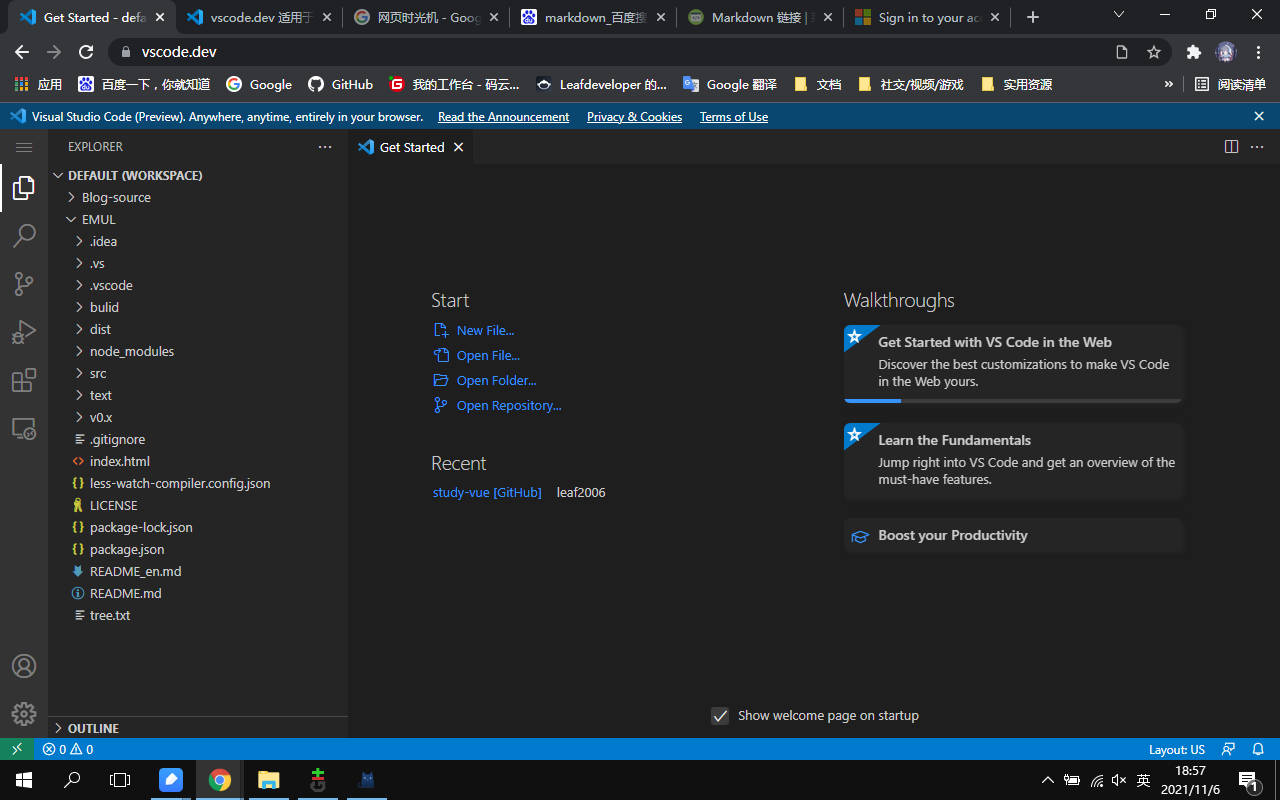 Get Started - defa
vscode.dev 适用于
网页时光机 - Goog
markdown_百度搜
Markdown 链接 |
Sign in to your ac
vscode.dev
应用
百度一下，你就知道
Google
GitHub
我的工作台 - 码云...
Leafdeveloper 的...
Google 翻译
文档
社交/视频/游戏
实用资源
»
阅读清单
Visual Studio Code (Preview). Anywhere, anytime, entirely in your browser. Read the Announcement Privacy & Cookies Terms of Use
EXPLORER
DEFAULT (WORKSPACE)
Blog-source
EMUL
.idea
.vs
.vscode
bulid
dist
node_modules
src
text
v0.x
.gitignore
index.html
less-watch-compiler.config.json
LICENSE
package-lock.json
package.json
README_en.md
README.md
tree.txt
OUTLINE
Get Started
Start
New File...
Open File...
Open Folder...
Open Repository...
Recent
study-vue [GitHub] leaf2006
Walkthroughs
Get Started with VS Code in the Web
Discover the best customizations to make VS Code
in the Web yours.
Learn the Fundamentals
Jump right into VS Code and get an overview of the
must-have features.
Boost your Productivity
Show welcome page on startup
0 0
Layout: US
英
18:57
2021/11/6
1